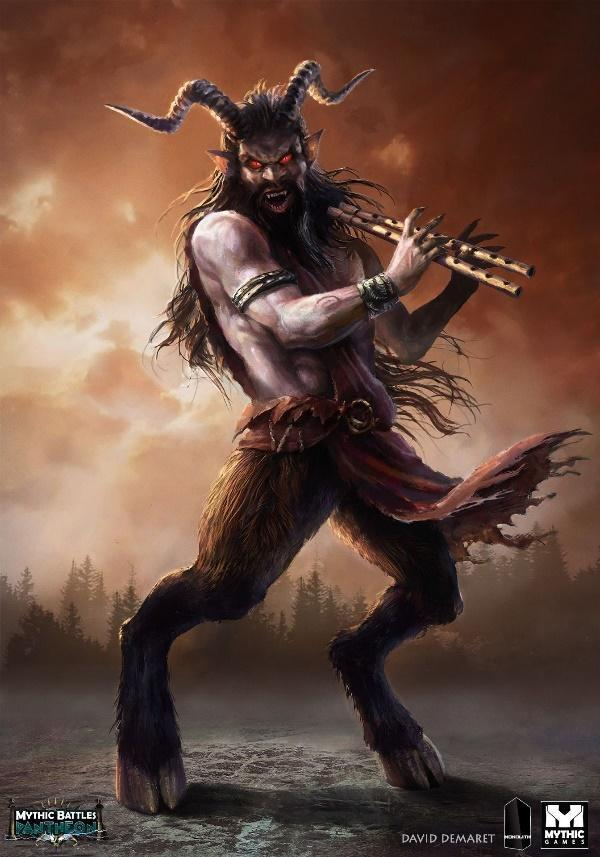 MYTHIC BATTLES
PANTHEON
DAVID DEMARET
MONOLITH
MYTHIC
GAMES